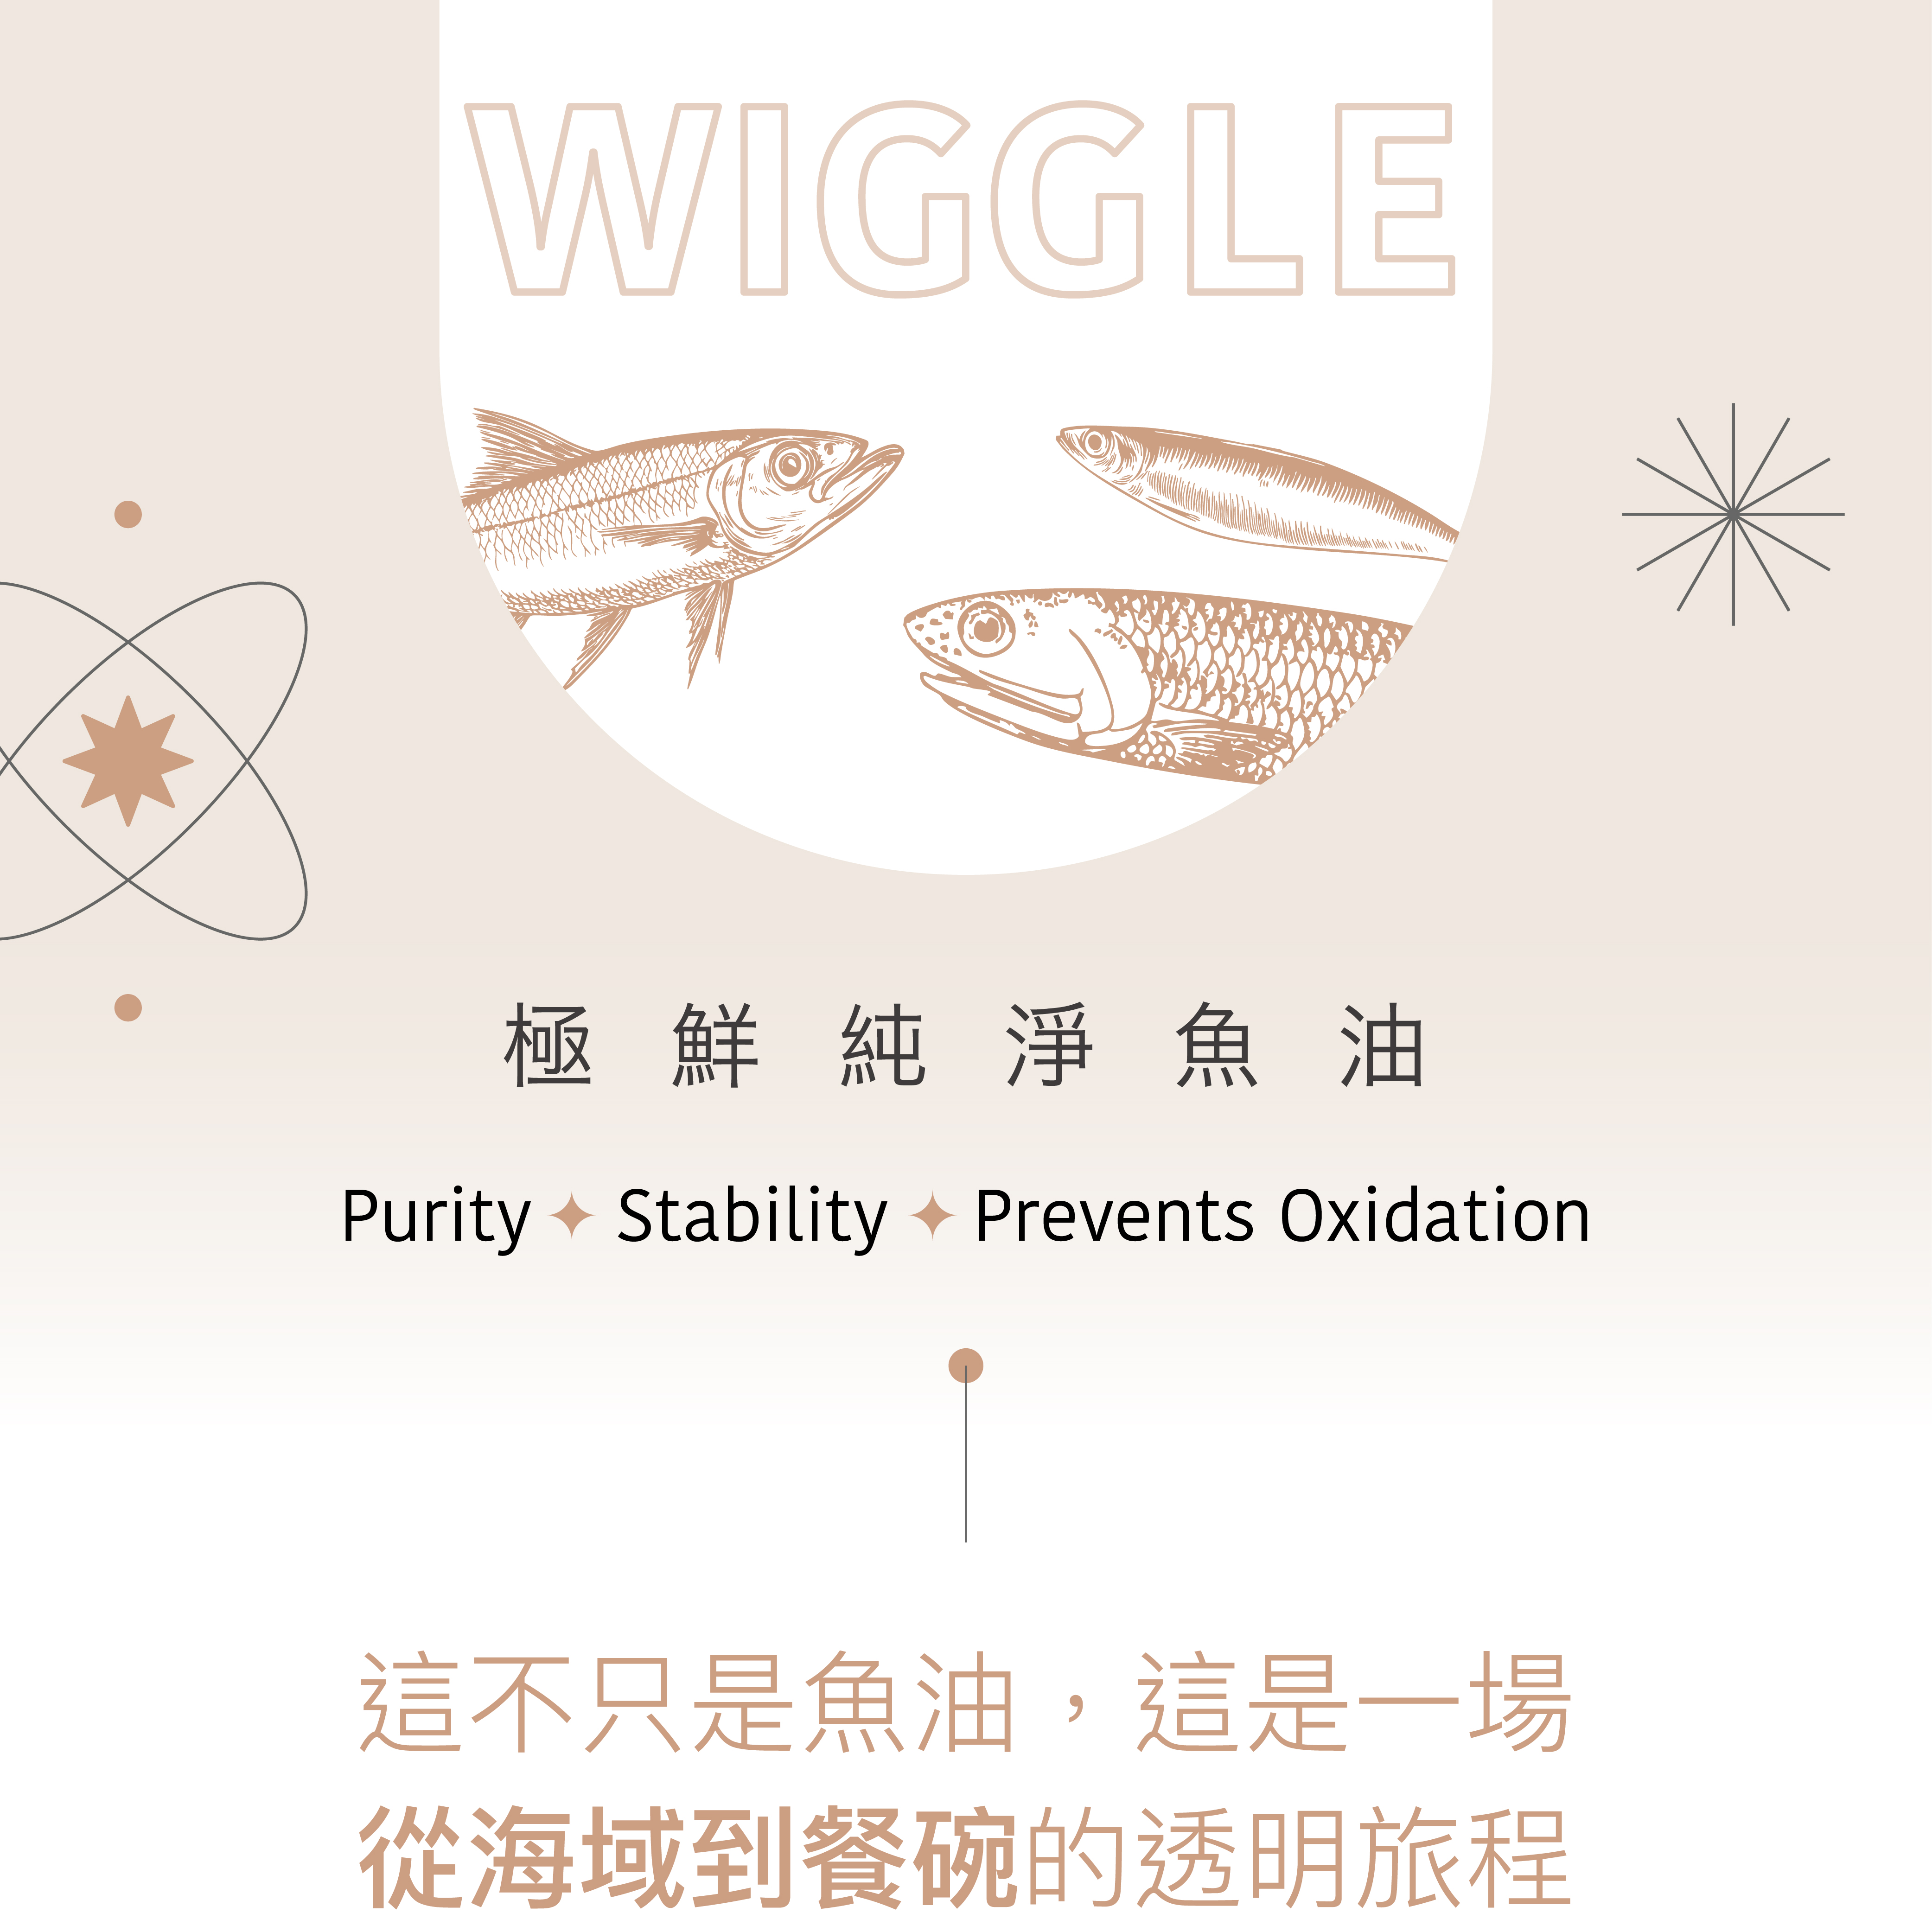 WIGGLE
極鮮純淨魚油
Purity ✦ Stability ✦ Prevents Oxidation
這不只是魚油，這是一場
從海域到餐碗的透明旅程